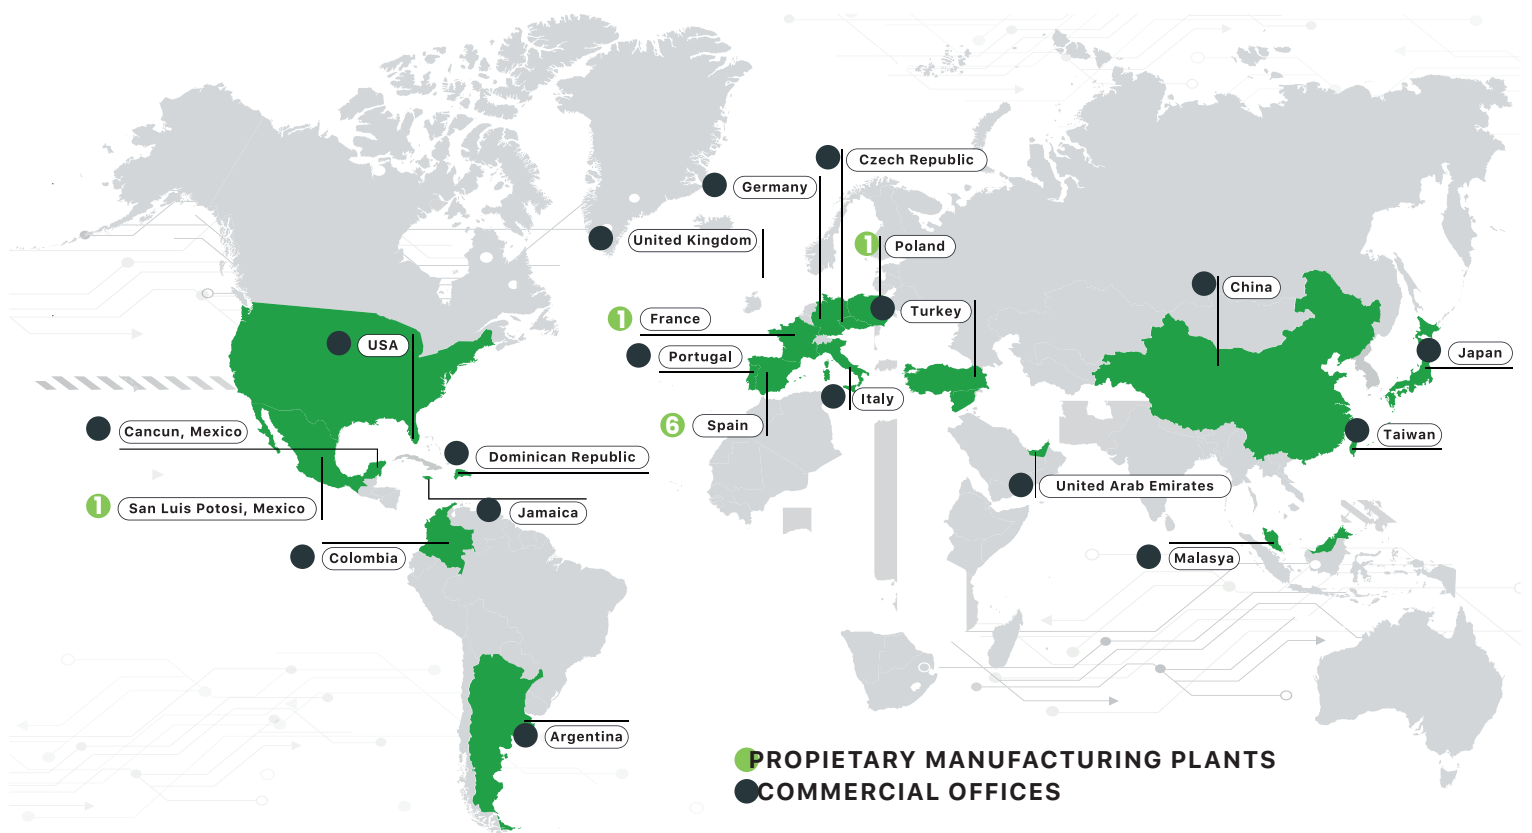 Czech Republic
Germany
United Kingdom
1 Poland
China
1 France
Turkey
USA
Portugal
Japan
Italy
Cancun, Mexico
6 Spain
Taiwan
Dominican Republic
United Arab Emirates
1 San Luis Potosi, Mexico
Jamaica
Colombia
Malasya
Argentina
PROPIETARY MANUFACTURING PLANTS
COMMERCIAL OFFICES